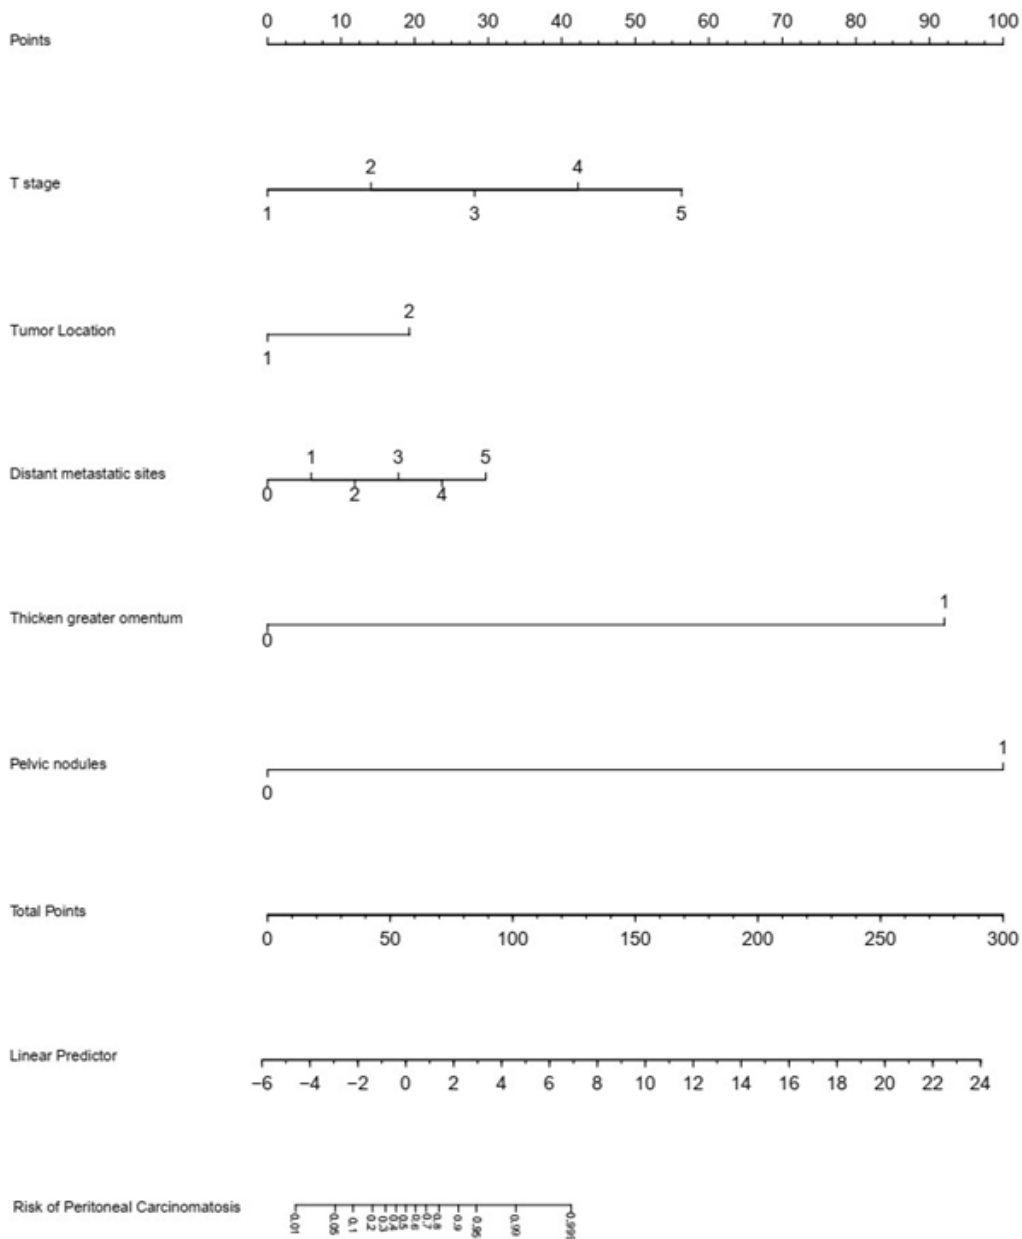 0 10 20 30 40 50 60 70 80 90 100
Points
2 4
T stage
1 3 5
2
Tumor Location
1
1 3 5
Distant metastatic sites
0 2 4
1
Thicken greater omentum
0
1
Pelvic nodules
0
Total Points
0 50 100 150 200 250 300
Linear Predictor
−6 −4 −2 0 2 4 6 8 10 12 14 16 18 20 22 24
Risk of Peritoneal Carcinomatosis
0.01 0.05 0.1 0.2 0.3 0.4 0.5 0.6 0.7 0.8 0.9 0.95 0.99 0.999